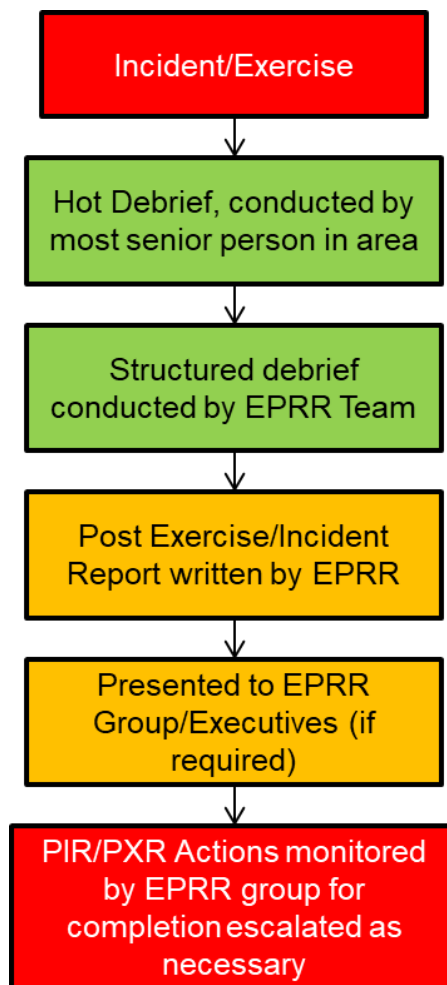 Incident/Exercise
Hot Debrief, conducted by
most senior person in area
Structured debrief
conducted by EPRR Team
Post Exercise/Incident
Report written by EPRR
Presented to EPRR
Group/Executives (if
required)
PIR/PXR Actions monitored
by EPRR group for
completion escalated as
necessary